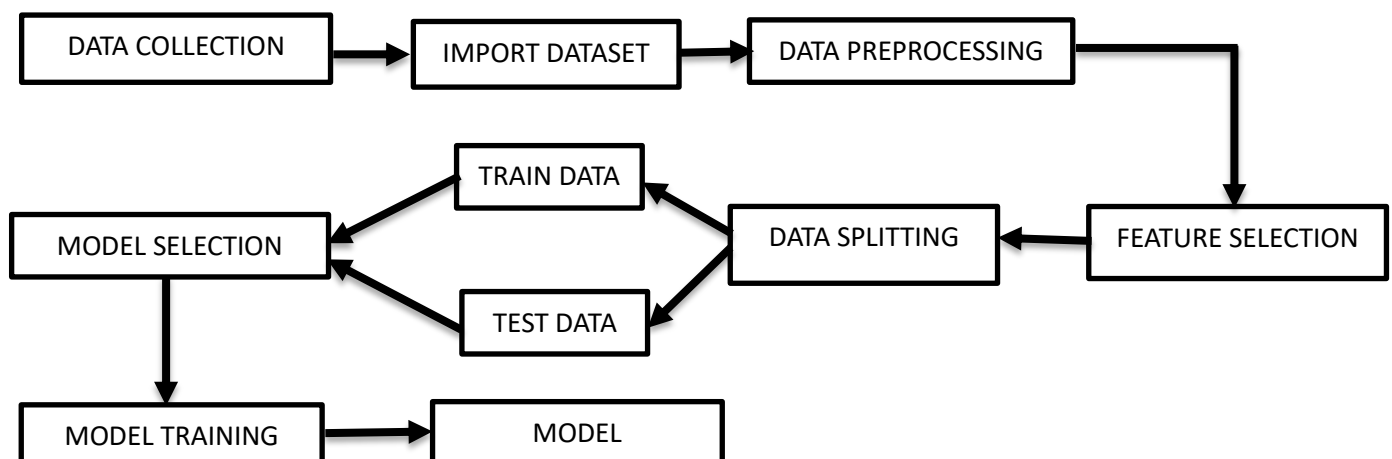 DATA COLLECTION
IMPORT DATASET
DATA PREPROCESSING
TRAIN DATA
MODEL SELECTION
DATA SPLITTING
FEATURE SELECTION
TEST DATA
MODEL TRAINING
MODEL